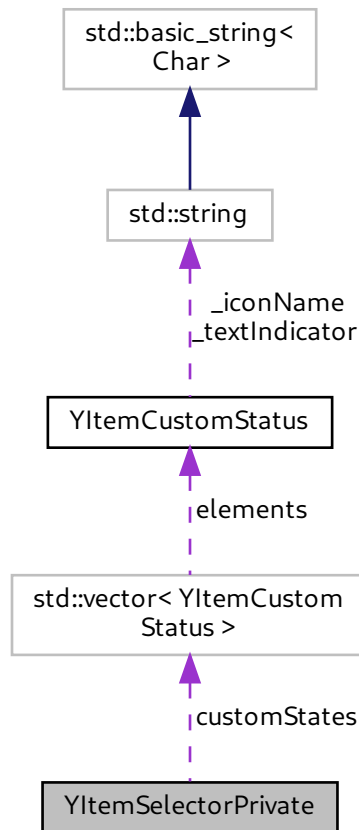 std::basic_string<
Char >
std::string
_iconName
_textIndicator
YItemCustomStatus
elements
std::vector< YItemCustom
Status >
customStates
YItemSelectorPrivate